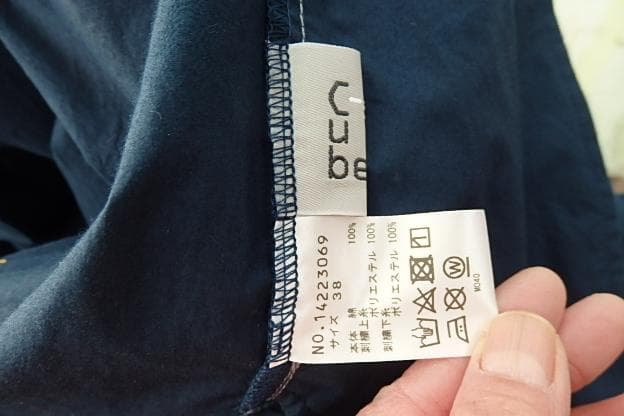 cu
be
NO.14223069
サイズ 38
本体 綿 100%
刺繍上糸
ポリエステル 100%
刺繍下糸
ポリエステル 100%
W
W040